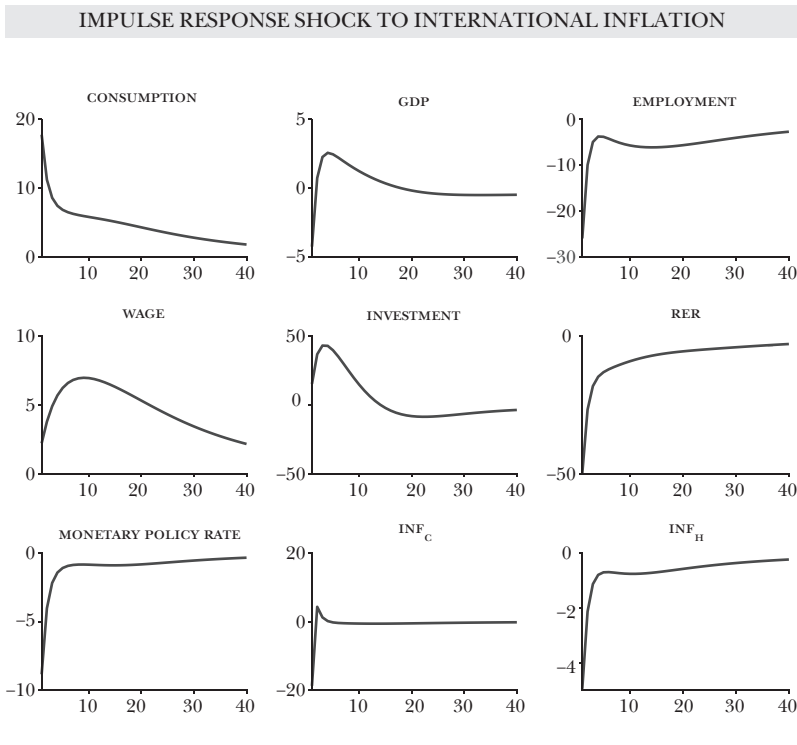 IMPULSE RESPONSE SHOCK TO INTERNATIONAL INFLATION
CONSUMPTION
20
10
0
10 20 30 40
GDP
5
0
–5
10 20 30 40
EMPLOYMENT
0
–10
–20
–30
10 20 30 40
WAGE
10
5
0
10 20 30 40
INVESTMENT
50
0
–50
10 20 30 40
RER
0
–50
10 20 30 40
MONETARY POLICY RATE
0
–5
–10
10 20 30 40
INF_C
20
0
–20
10 20 30 40
INF_H
0
–2
–4
10 20 30 40